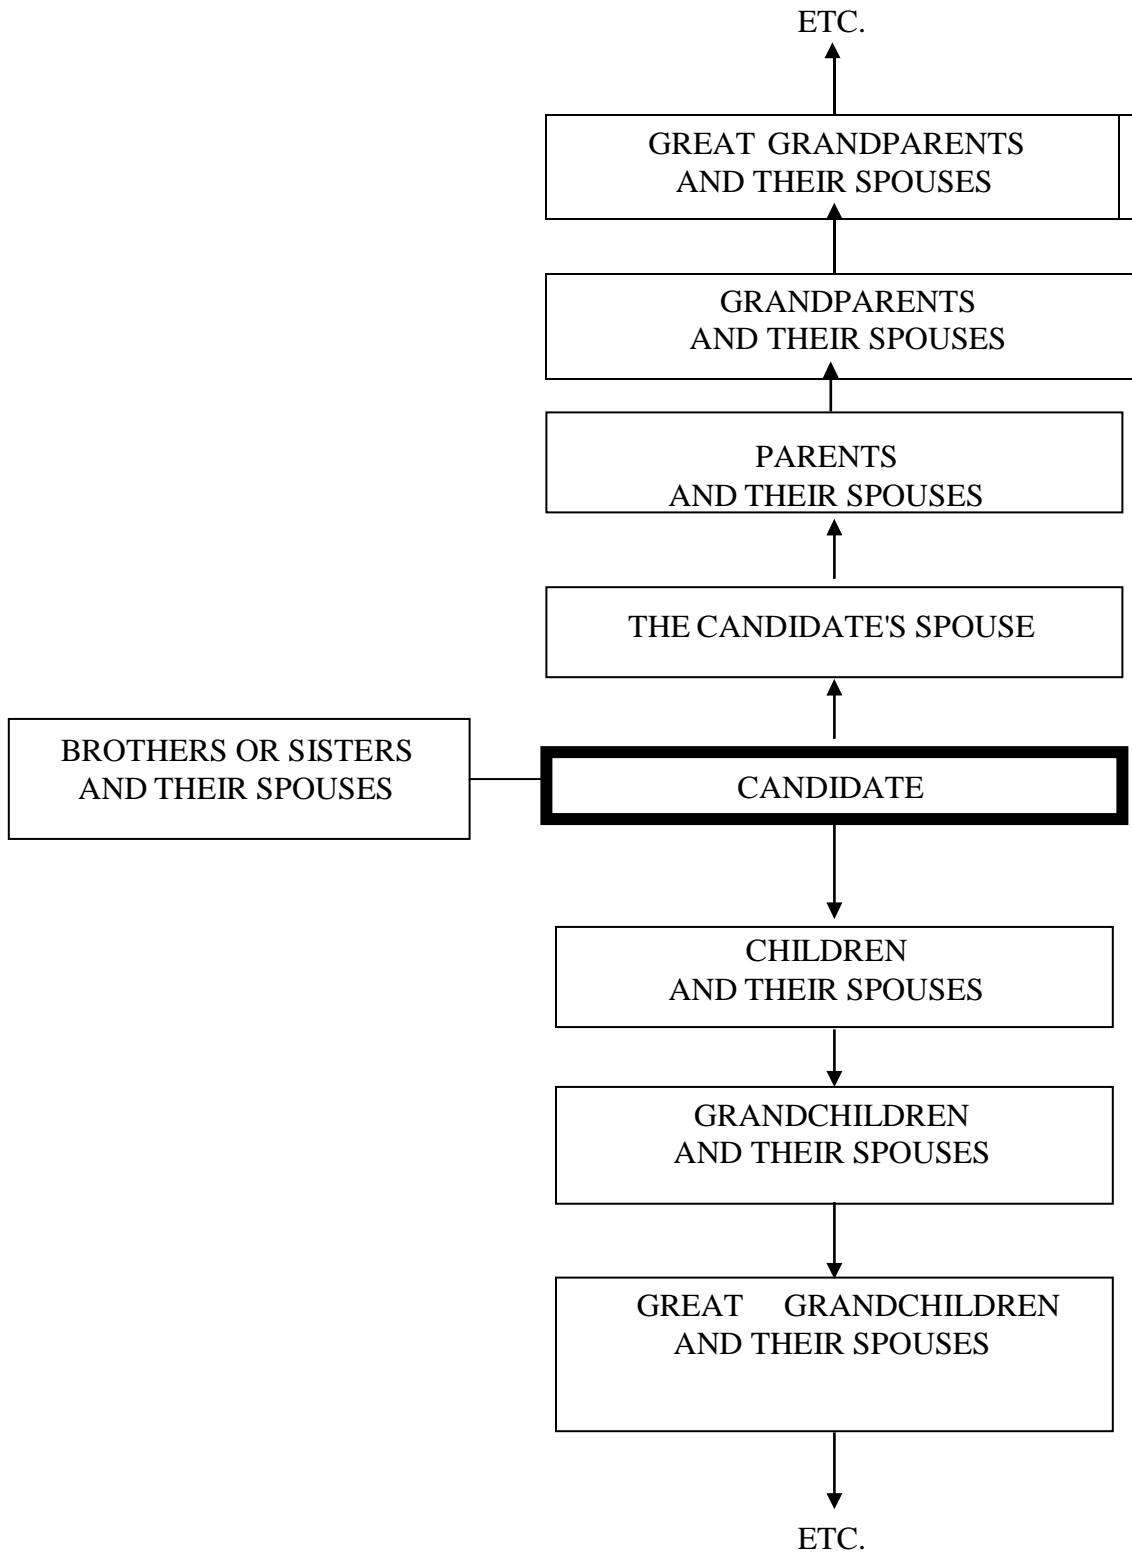 ETC.
GREAT GRANDPARENTS
AND THEIR SPOUSES
GRANDPARENTS
AND THEIR SPOUSES
PARENTS
AND THEIR SPOUSES
THE CANDIDATE'S SPOUSE
BROTHERS OR SISTERS
AND THEIR SPOUSES
CANDIDATE
CHILDREN
AND THEIR SPOUSES
GRANDCHILDREN
AND THEIR SPOUSES
GREAT GRANDCHILDREN
AND THEIR SPOUSES
ETC.